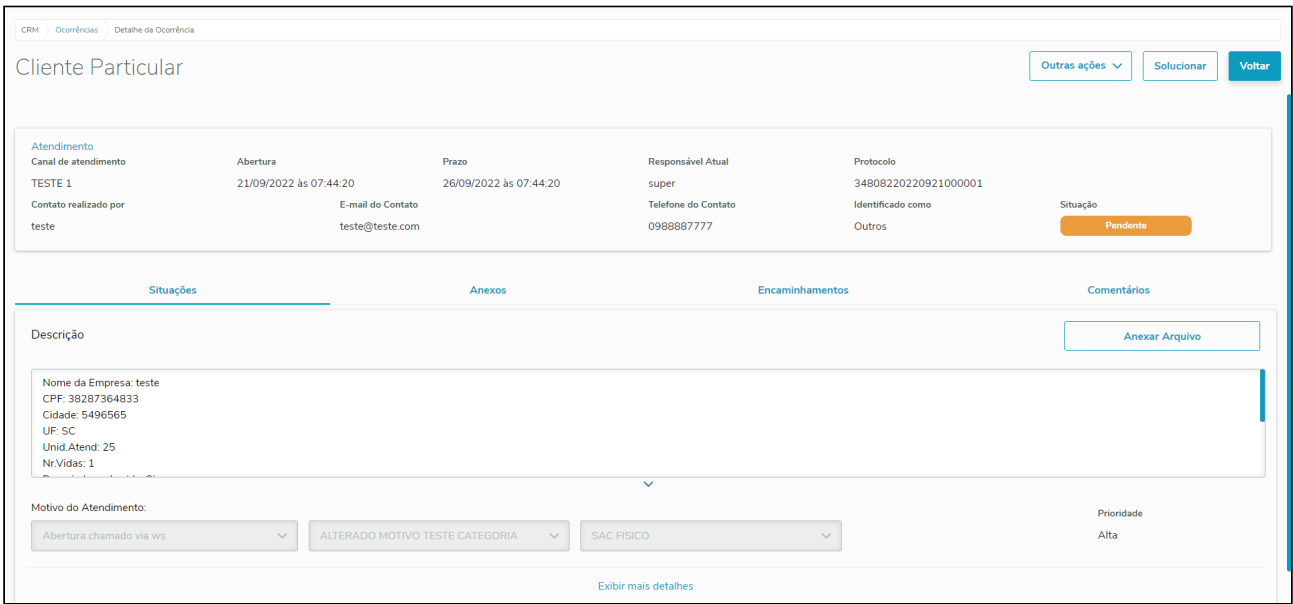 CRM Ocorrências Detalhe da Ocorrência
Cliente Particular
Outras ações Solucionar Voltar
Atendimento
Canal de atendimento Abertura Prazo Responsável Atual Protocolo
TESTE 1 21/09/2022 às 07:44:20 26/09/2022 às 07:44:20 super 34808220220921000001
Contato realizado por E-mail do Contato Telefone do Contato Identificado como Situação
teste teste@teste.com 0988887777 Outros Pendente
Situações Anexos Encaminhamentos Comentários
Descrição Anexar Arquivo
Nome da Empresa: teste
CPF: 38287364833
Cidade: 5496565
UF: SC
Unid.Atend: 25
Nr.Vidas: 1
Motivo do Atendimento: Prioridade
Abertura chamado via ws ALTERADO MOTIVO TESTE CATEGORIA SAC FISICO Alta
Exibir mais detalhes